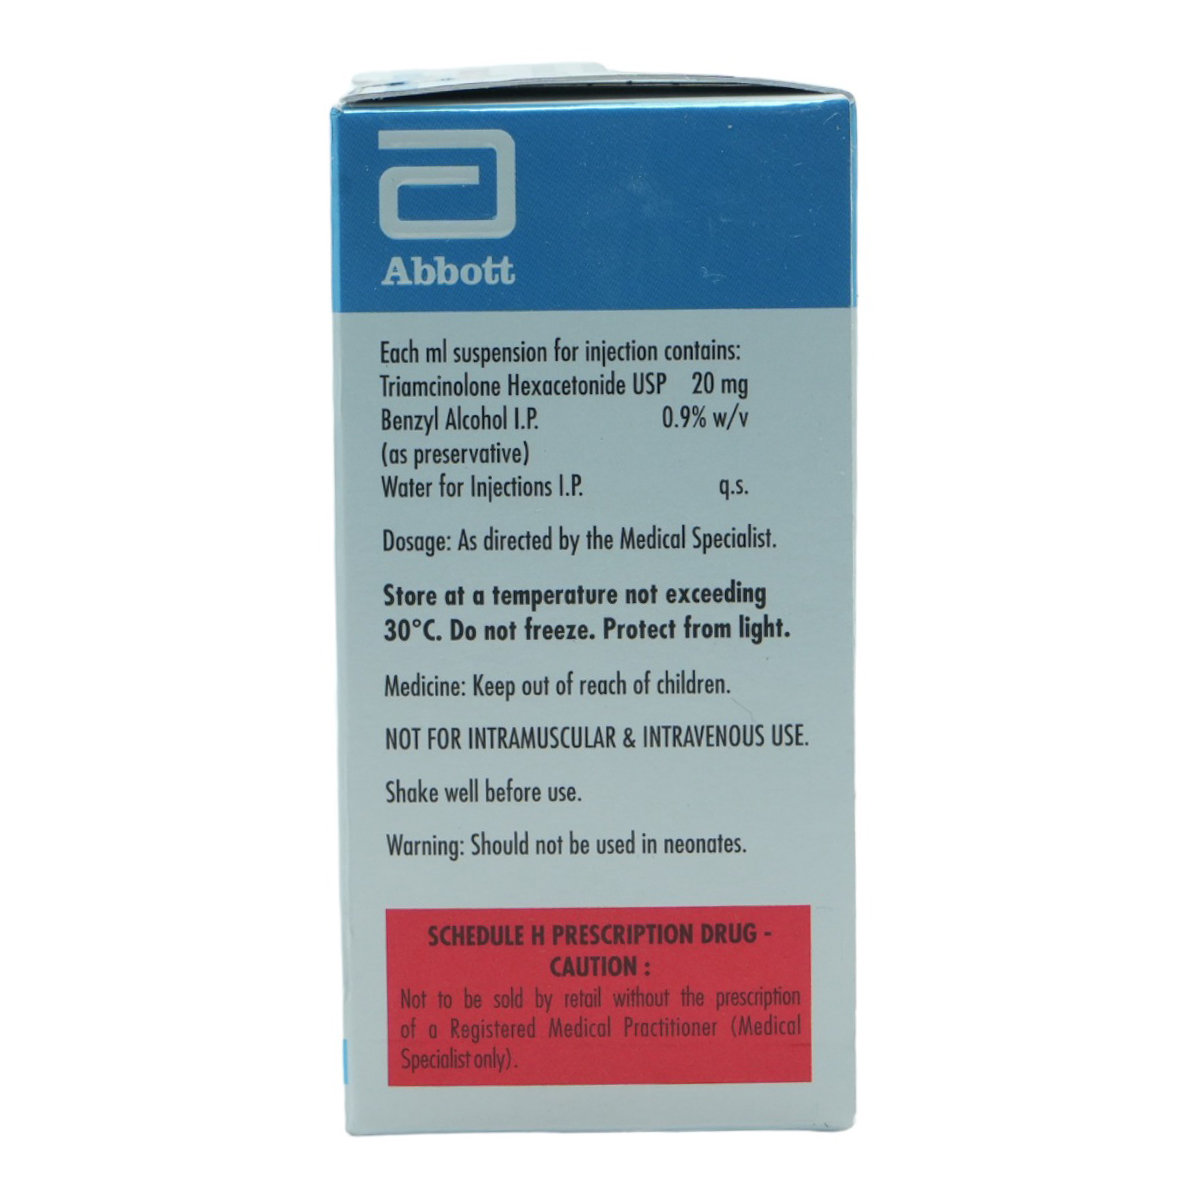 Abbott
Each ml suspension for injection contains:
Triamcinolone Hexacetonide USP 20 mg
Benzyl Alcohol I.P. 0.9% w/v
(as preservative)
Water for Injections I.P. q.s.
Dosage: As directed by the Medical Specialist.
Store at a temperature not exceeding
30°C. Do not freeze. Protect from light.
Medicine: Keep out of reach of children.
NOT FOR INTRAMUSCULAR & INTRAVENOUS USE.
Shake well before use.
Warning: Should not be used in neonates.
SCHEDULE H PRESCRIPTION DRUG -
CAUTION :
Not to be sold by retail without the prescription
of a Registered Medical Practitioner (Medical
Specialist only).